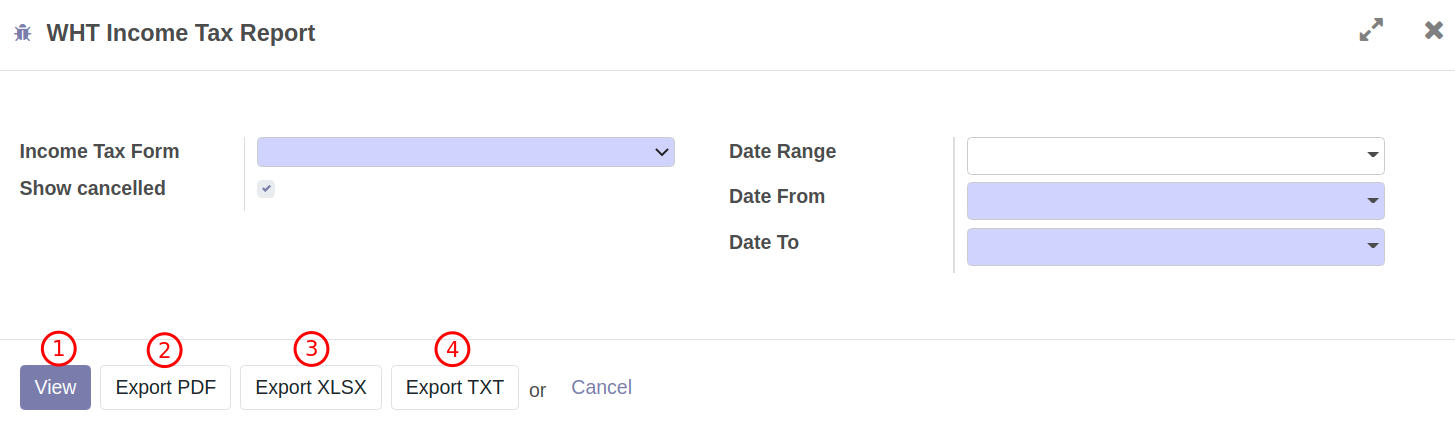 WHT Income Tax Report
Income Tax Form
Show cancelled
Date Range
Date From
Date To
1 2 3 4
View Export PDF Export XLSX Export TXT or Cancel